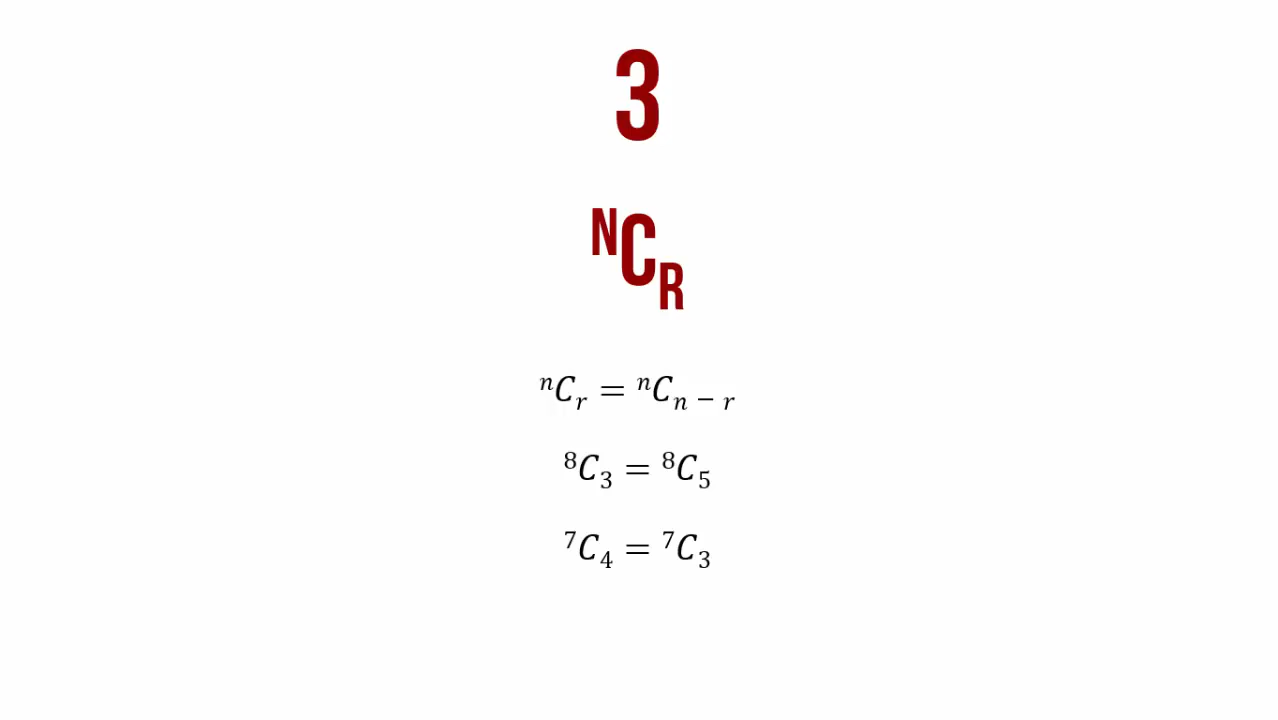 3
NCR
ⁿCᵣ = ⁿCₙ₋ᵣ
⁸C₃ = ⁸C₅
⁷C₄ = ⁷C₃